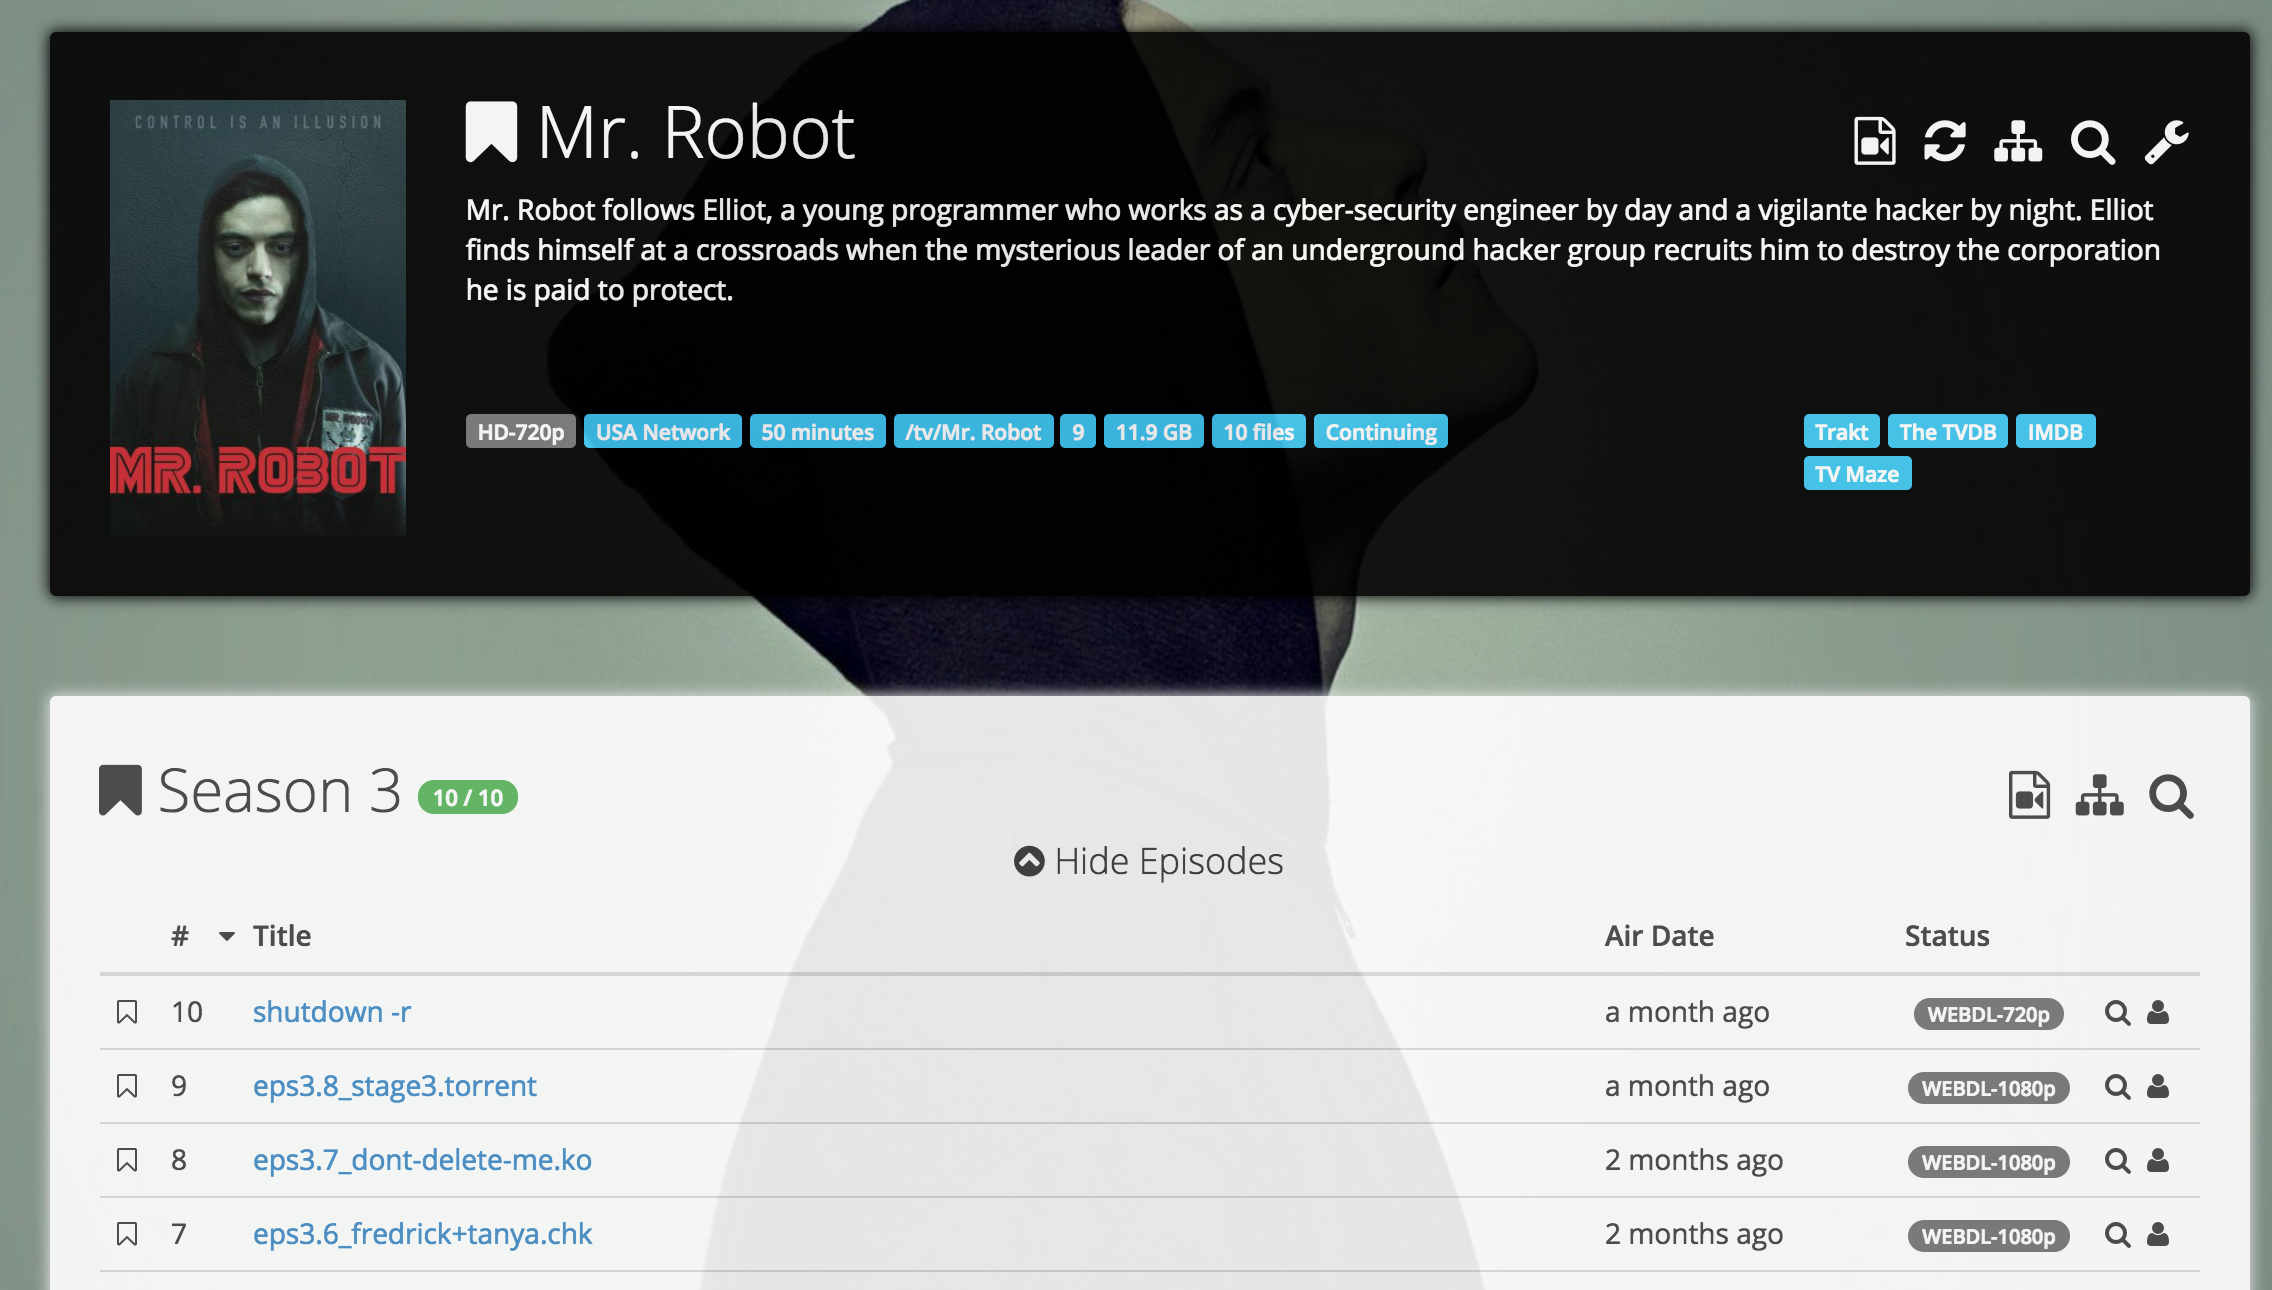 CONTROL IS AN ILLUSION
MR. ROBOT
MR. ROBOT
Mr. Robot
Mr. Robot follows Elliot, a young programmer who works as a cyber-security engineer by day and a vigilante hacker by night. Elliot
finds himself at a crossroads when the mysterious leader of an underground hacker group recruits him to destroy the corporation
he is paid to protect.
HD-720p USA Network 50 minutes /tv/Mr. Robot 9 11.9 GB 10 files Continuing
Trakt The TVDB IMDB
TV Maze
Season 3 10 / 10
Hide Episodes
# Title Air Date Status
10 shutdown -r a month ago WEBDL-720p
9 eps3.8_stage3.torrent a month ago WEBDL-1080p
8 eps3.7_dont-delete-me.ko 2 months ago WEBDL-1080p
7 eps3.6_fredrick+tanya.chk 2 months ago WEBDL-1080p